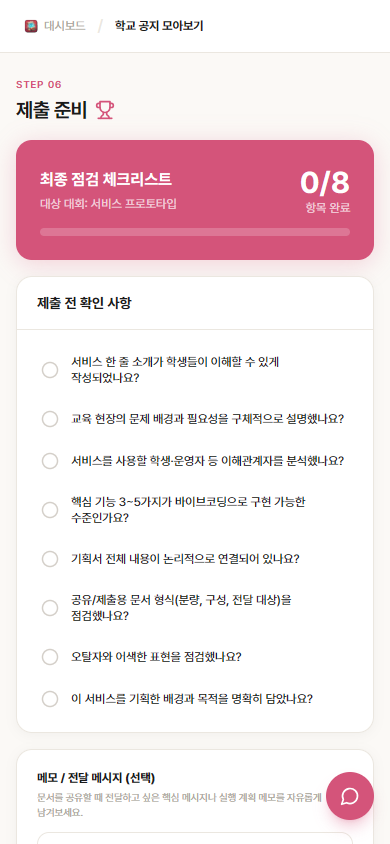 대시보드 / 학교 공지 모아보기
STEP 06
제출 준비
최종 점검 체크리스트
대상 대회: 서비스 프로토타입
0/8
항목 완료
제출 전 확인 사항
서비스 한 줄 소개가 학생들이 이해할 수 있게
작성되었나요?
교육 현장의 문제 배경과 필요성을 구체적으로 설명했나요?
서비스를 사용할 학생·운영자 등 이해관계자를 분석했나요?
핵심 기능 3~5가지가 바이브코딩으로 구현 가능한
수준인가요?
기획서 전체 내용이 논리적으로 연결되어 있나요?
공유/제출용 문서 형식(분량, 구성, 전달 대상)을
점검했나요?
오탈자와 어색한 표현을 점검했나요?
이 서비스를 기획한 배경과 목적을 명확히 담았나요?
메모 / 전달 메시지 (선택)
문서를 공유할 때 전달하고 싶은 핵심 메시지나 실행 계획 메모를 자유롭게
남겨보세요.